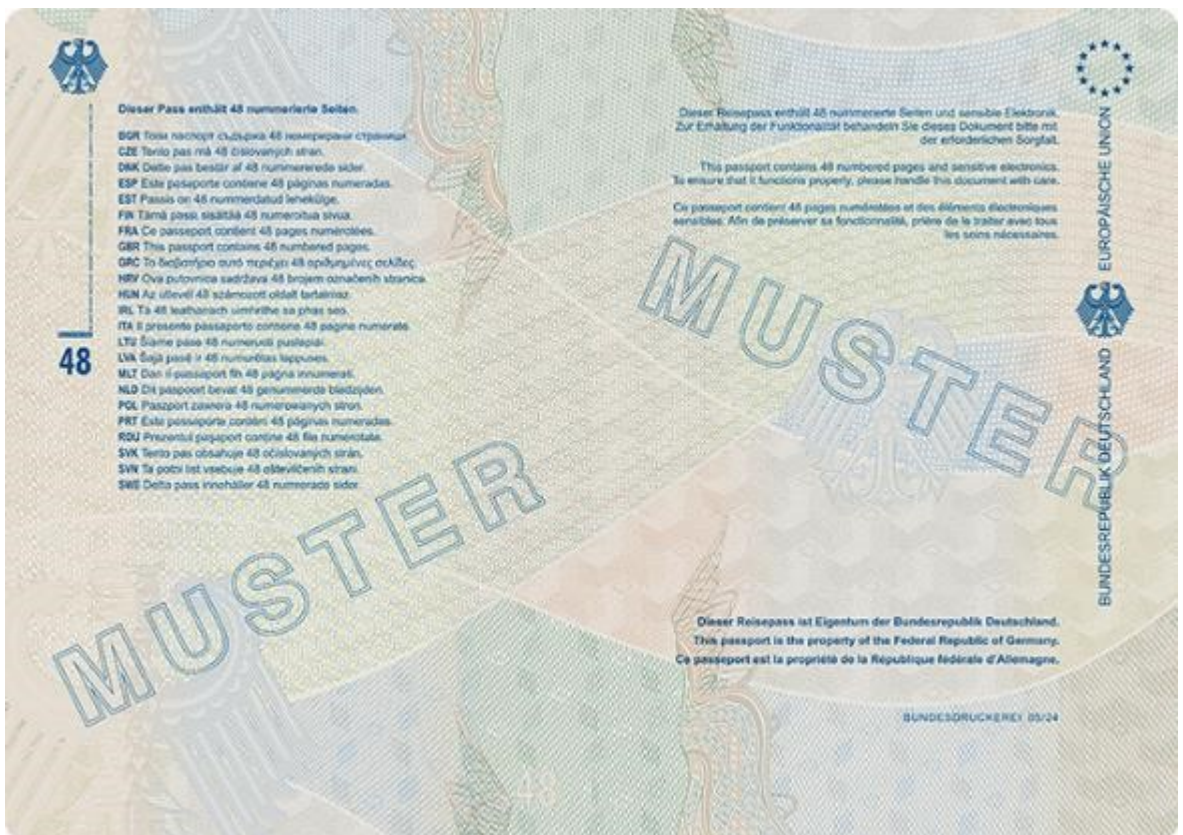 Dieser Pass enthält 48 nummerierte Seiten.
BGR Този паспорт съдържа 48 номерирани страници.
CZE Tento pas má 48 číslovaných stran.
DNK Dette pas består af 48 nummererede sider.
ESP Este pasaporte contiene 48 páginas numeradas.
EST Passis on 48 nummerdatud lehekülge.
FIN Tämä passi sisältää 48 numeroitua sivua.
FRA Ce passeport contient 48 pages numérotées.
GBR This passport contains 48 numbered pages.
GRC Το διαβατήριο αυτό περιέχει 48 αριθμημένες σελίδες.
HRV Ova putovnica sadržava 48 brojem označenih stranica.
HUN Az útlevél 48 számozott oldalt tartalmaz.
IRL Tá 48 leathanach uimhrithe sa phas seo.
ITA Il presente passaporto contiene 48 pagine numerate.
LTU Šiame pase 48 numeruoti puslapiai.
LVA Šajā pasē ir 48 numurētas lappuses.
MLT Dan il-passaport fih 48 paġna innumerati.
NLD Dit paspoort bevat 48 genummerde bladzijden.
POL Paszport zawiera 48 numerowanych stron.
PRT Este passaporte contém 48 páginas numeradas.
ROU Prezentul paşaport conţine 48 file numerotate.
SVK Tento pas obsahuje 48 očíslovaných strán.
SVN Ta potni list vsebuje 48 oštevilčenih strani.
SWE Detta pass innehåller 48 numrerade sidor.
48
MUSTER
Dieser Reisepass enthält 48 nummerierte Seiten und sensible Elektronik.
Zur Erhaltung der Funktionalität behandeln Sie dieses Dokument bitte mit
der erforderlichen Sorgfalt.
This passport contains 48 numbered pages and sensitive electronics.
To ensure that it functions properly, please handle this document with care.
Ce passeport contient 48 pages numérotées et des éléments électroniques
sensibles. Afin de préserver sa fonctionnalité, prière de le traiter avec tous
les soins nécessaires.
MUSTER
BUNDESREPUBLIK DEUTSCHLAND
EUROPÄISCHE UNION
Dieser Reisepass ist Eigentum der Bundesrepublik Deutschland.
This passport is the property of the Federal Republic of Germany.
Ce passeport est la propriété de la République fédérale d'Allemagne.
BUNDESDRUCKEREI 05/24
48